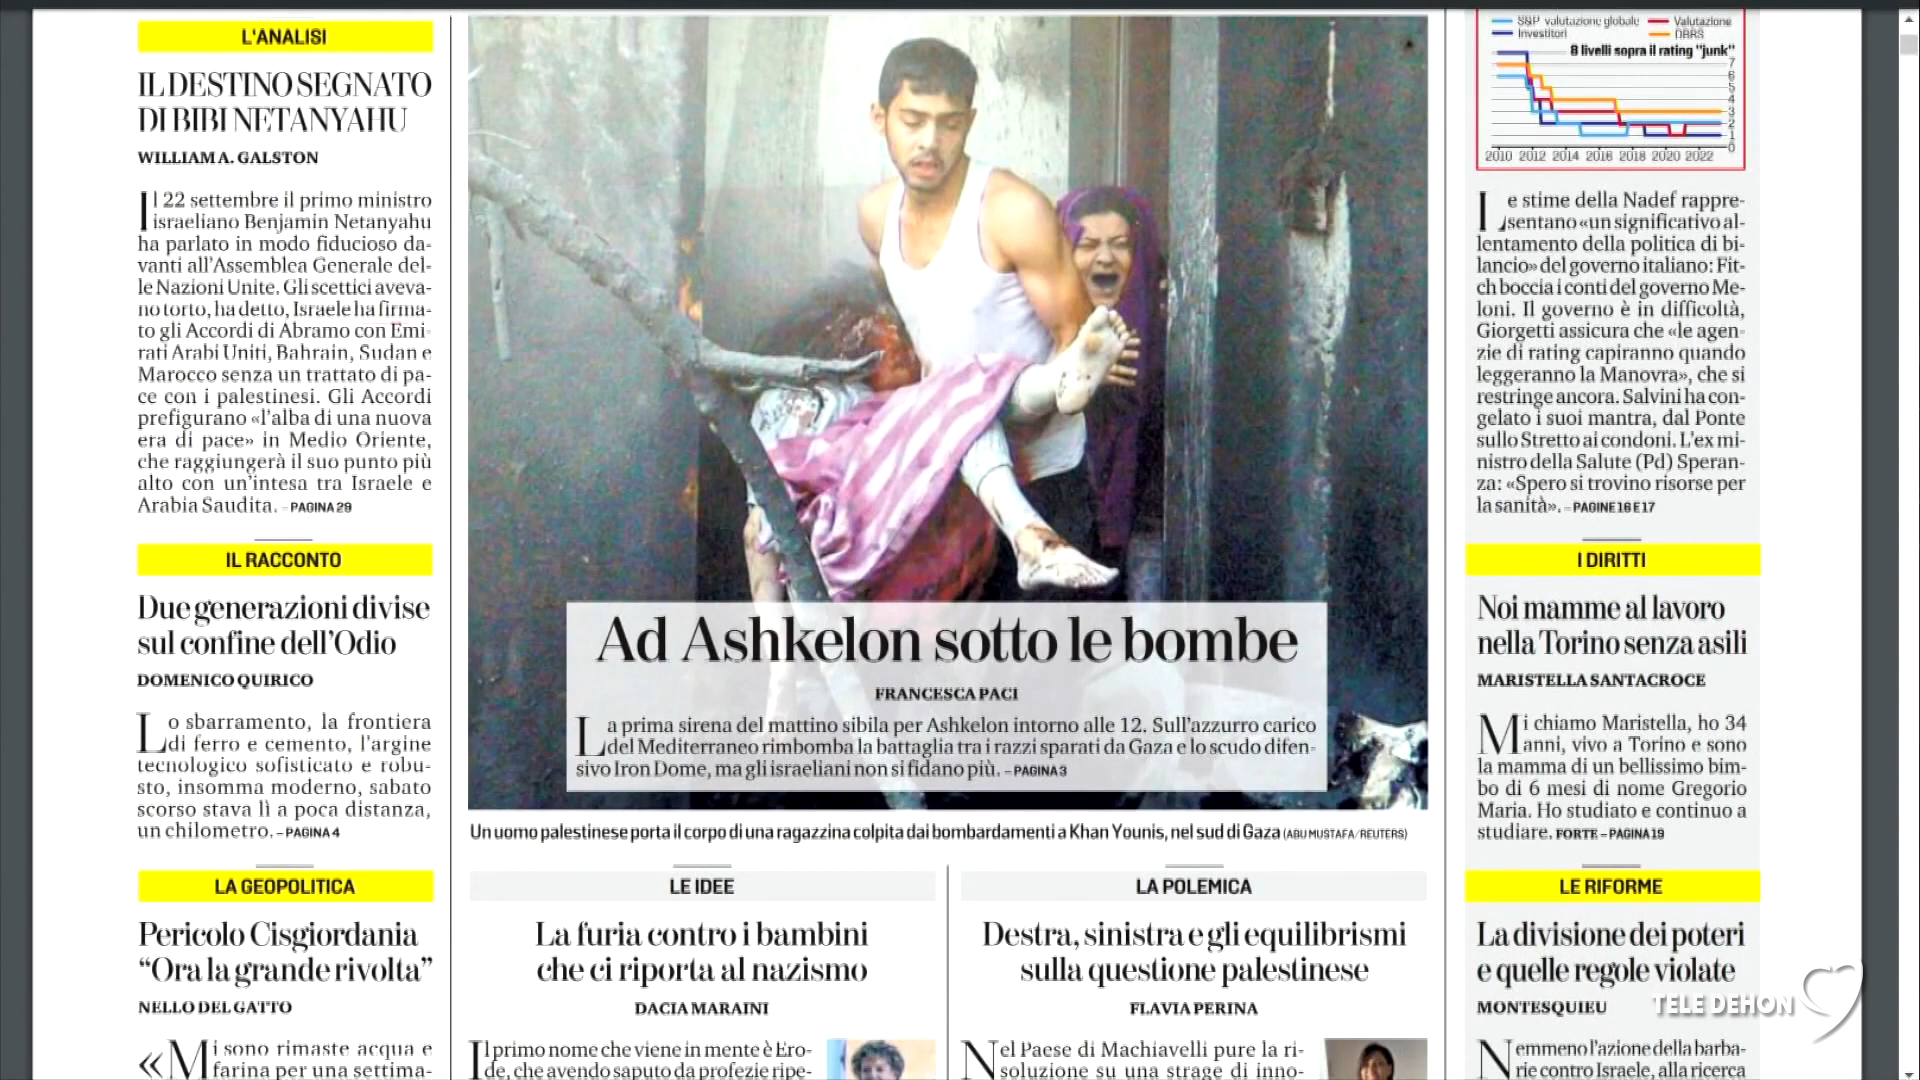 L'ANALISI
IL DESTINO SEGNATO
DI BIBI NETANYAHU
WILLIAM A. GALSTON
Il 22 settembre il primo ministro
israeliano Benjamin Netanyahu
ha parlato in modo fiducioso da-
vanti all'Assemblea Generale del-
le Nazioni Unite. Gli scettici aveva-
no torto, ha detto, Israele ha firma-
to gli Accordi di Abramo con Emi-
rati Arabi Uniti, Bahrain, Sudan e
Marocco senza un trattato di pa-
ce con i palestinesi. Gli Accordi
prefigurano «l'alba di una nuova
era di pace» in Medio Oriente,
che raggiungerà il suo punto più
alto con un'intesa tra Israele e
Arabia Saudita. – PAGINA 29
IL RACCONTO
Due generazioni divise
sul confine dell'Odio
DOMENICO QUIRICO
Lo sbarramento, la frontiera
di ferro e cemento, l'argine
tecnologico sofisticato e robu-
sto, insomma moderno, sabato
scorso stava lì a poca distanza,
un chilometro. – PAGINA 4
LA GEOPOLITICA
Pericolo Cisgiordania
“Ora la grande rivolta”
NELLO DEL GATTO
«Mi sono rimaste acqua e
farina per una settima-
Ad Ashkelon sotto le bombe
FRANCESCA PACI
La prima sirena del mattino sibila per Ashkelon intorno alle 12. Sull'azzurro carico
del Mediterraneo rimbomba la battaglia tra i razzi sparati da Gaza e lo scudo difen-
sivo Iron Dome, ma gli israeliani non si fidano più. – PAGINA 3
Un uomo palestinese porta il corpo di una ragazzina colpita dai bombardamenti a Khan Younis, nel sud di Gaza (ABU MUSTAFA/REUTERS)
LE IDEE
La furia contro i bambini
che ci riporta al nazismo
DACIA MARAINI
Il primo nome che viene in mente è Ero-
de, che avendo saputo da profezie ripe-
LA POLEMICA
Destra, sinistra e gli equilibrismi
sulla questione palestinese
FLAVIA PERINA
Nel Paese di Machiavelli pure la ri-
soluzione su una strage di inno-
S&P valutazione globale Valutazione
Investitori DBRS
8 livelli sopra il rating "junk"
7
6
5
4
3
2
1
0
2010 2012 2014 2016 2018 2020 2022
Le stime della Nadef rappre-
sentano «un significativo al-
lentamento della politica di bi-
lancio» del governo italiano: Fit-
ch boccia i conti del governo Me-
loni. Il governo è in difficoltà,
Giorgetti assicura che «le agen-
zie di rating capiranno quando
leggeranno la Manovra», che si
restringe ancora. Salvini ha con-
gelato i suoi mantra, dal Ponte
sullo Stretto ai condoni. L'ex mi-
nistro della Salute (Pd) Speran-
za: «Spero si trovino risorse per
la sanità». – PAGINE 16 E 17
I DIRITTI
Noi mamme al lavoro
nella Torino senza asili
MARISTELLA SANTACROCE
Mi chiamo Maristella, ho 34
anni, vivo a Torino e sono
la mamma di un bellissimo bim-
bo di 6 mesi di nome Gregorio
Maria. Ho studiato e continuo a
studiare. FORTE – PAGINA 19
LE RIFORME
La divisione dei poteri
e quelle regole violate
MONTESQUIEU
Nemmeno l'azione della barba-
rie contro Israele, alla ricerca
TELE DEHON